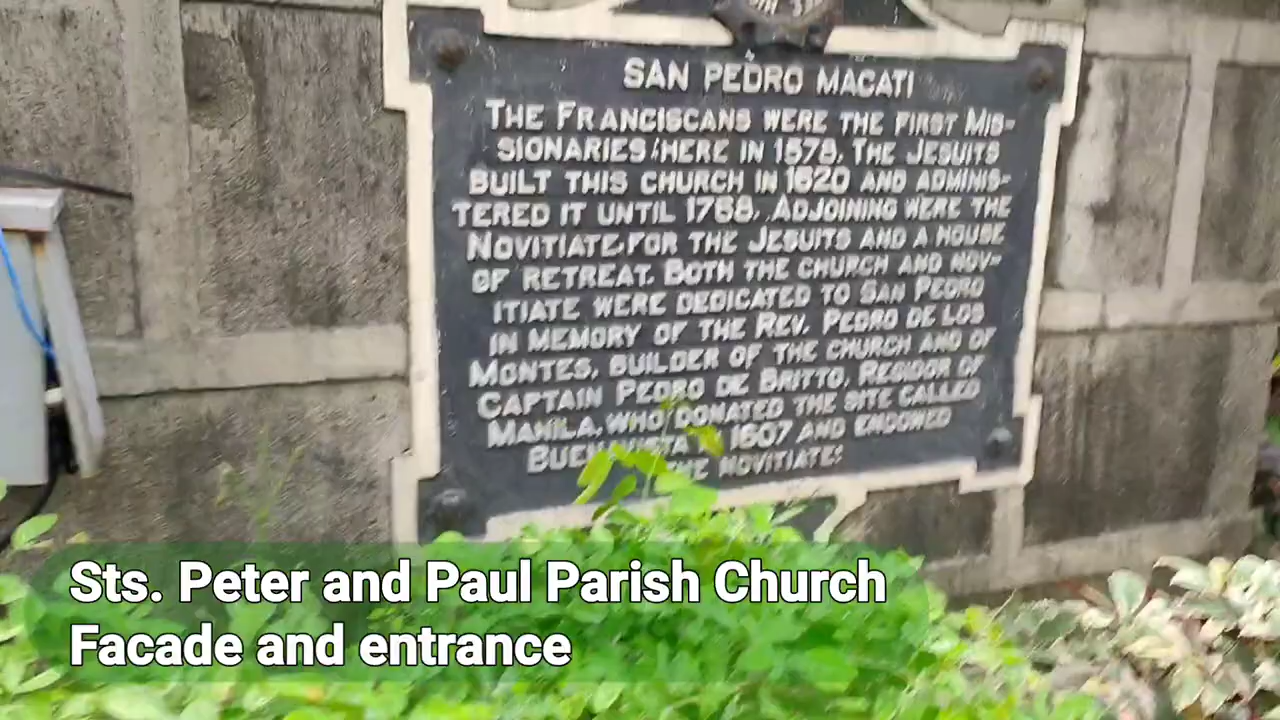 SAN PEDRO MACATI
THE FRANCISCANS WERE THE FIRST MIS-
SIONARIES HERE IN 1578. THE JESUITS
BUILT THIS CHURCH IN 1620 AND ADMINIS-
TERED IT UNTIL 1768. ADJOINING WERE THE
NOVITIATE FOR THE JESUITS AND A HOUSE
OF RETREAT. BOTH THE CHURCH AND NOV-
ITIATE WERE DEDICATED TO SAN PEDRO
IN MEMORY OF THE REV. PEDRO DE LOS
MONTES, BUILDER OF THE CHURCH AND OF
CAPTAIN PEDRO DE BRITTO, REGIDOR OF
MANILA, WHO DONATED THE SITE CALLED
1607 AND ENDOWED
THE NOVITIATE.
Sts. Peter and Paul Parish Church
Facade and entrance